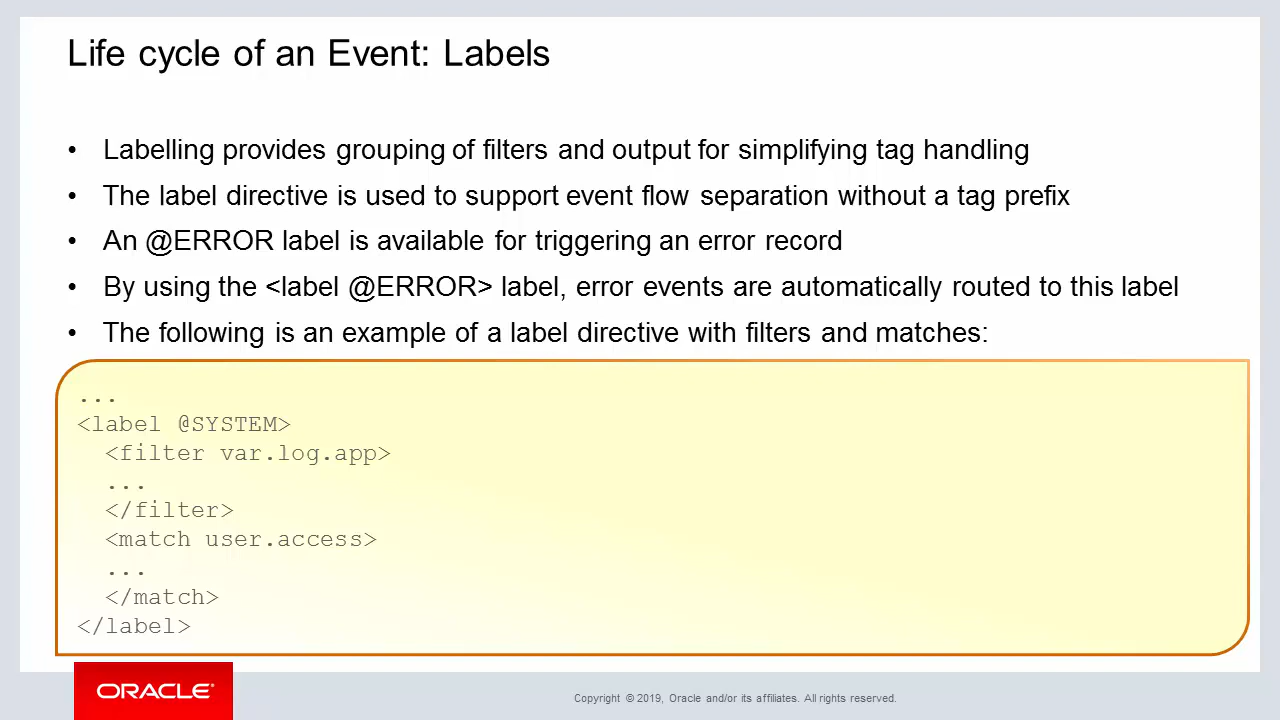 Life cycle of an Event: Labels
• Labelling provides grouping of filters and output for simplifying tag handling
• The label directive is used to support event flow separation without a tag prefix
• An @ERROR label is available for triggering an error record
• By using the <label @ERROR> label, error events are automatically routed to this label
• The following is an example of a label directive with filters and matches:
...
<label @SYSTEM>
  <filter var.log.app>
  ...
  </filter>
  <match user.access>
  ...
  </match>
</label>
ORACLE®
Copyright © 2019, Oracle and/or its affiliates. All rights reserved.